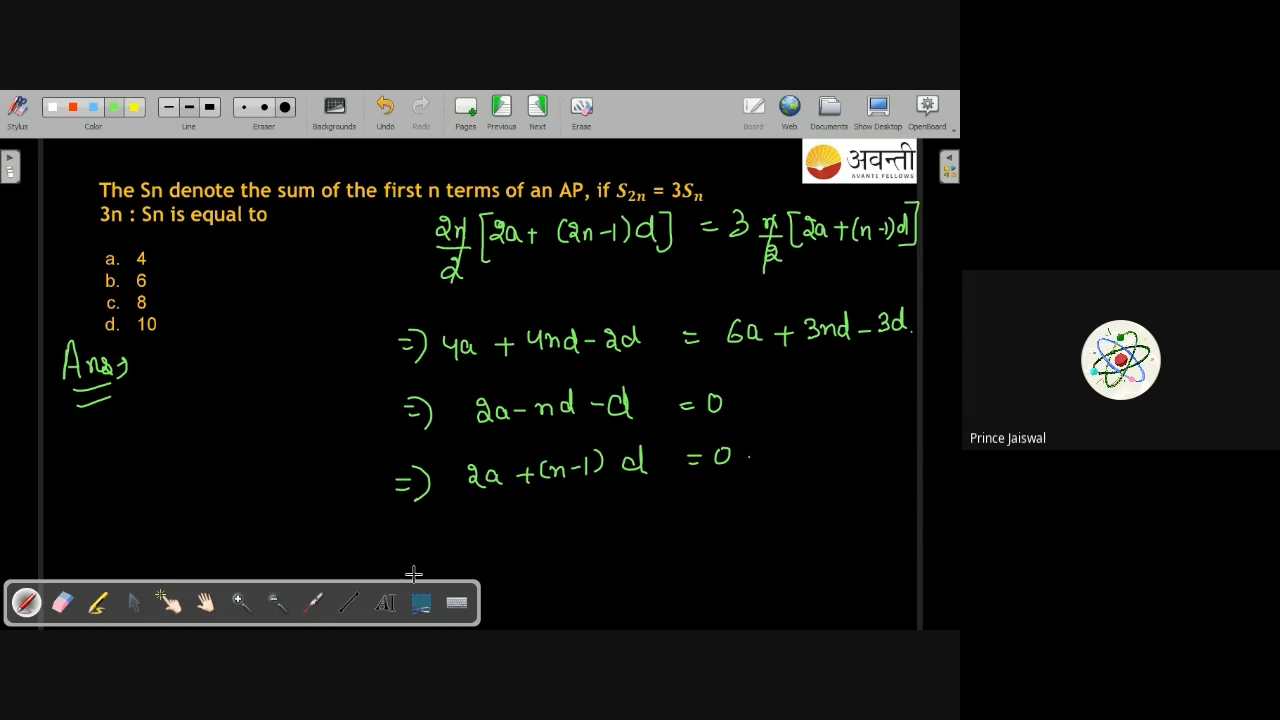 Stylus
Color
Line
Eraser
Backgrounds
Undo
Redo
Pages
Previous
Next
Erase
Board
Web
Documents
Show Desktop
OpenBoard
अवन्ती
AVANTI FELLOWS
The Sn denote the sum of the first n terms of an AP, if S₂ₙ = 3Sₙ
3n : Sn is equal to
a. 4
b. 6
c. 8
d. 10
Ans,
2n/2 [2a + (2n-1)d] = 3 n/2 [2a + (n-1)d]
=) 4a + 4nd - 2d = 6a + 3nd - 3d.
=) 2a - nd - d = 0
=) 2a + (n-1) d = 0 .
Prince Jaiswal